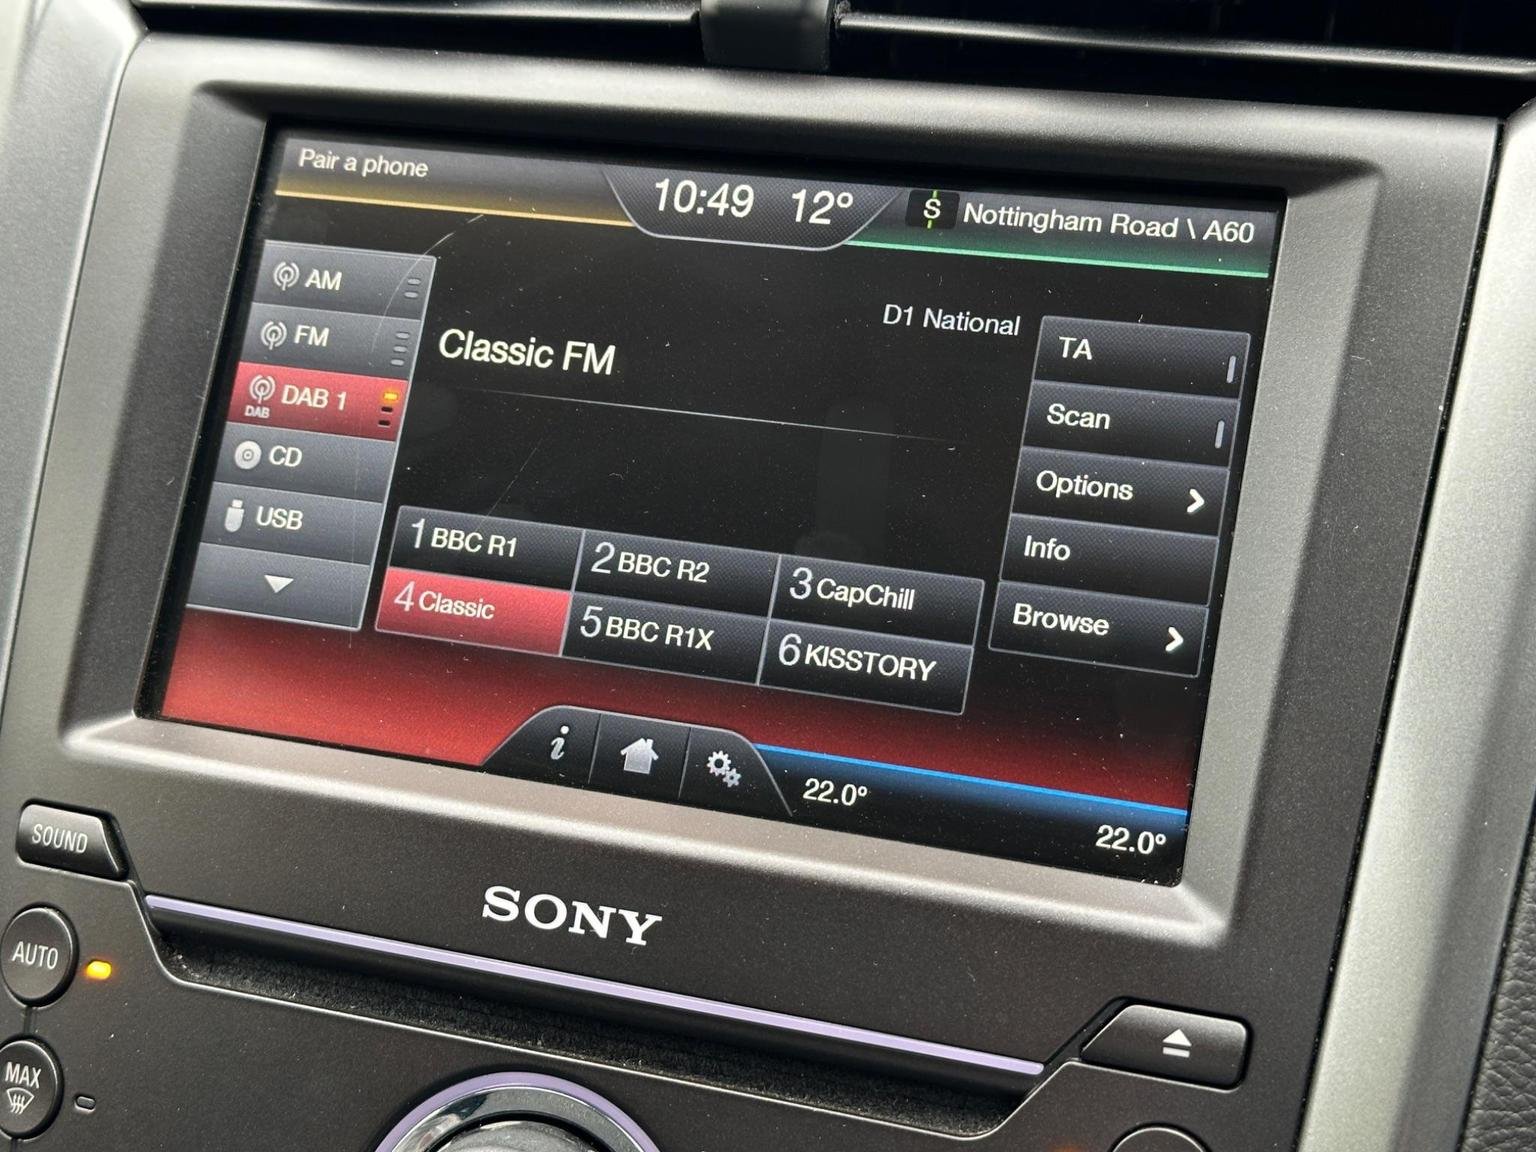 Pair a phone
10:49 12°
S Nottingham Road \ A60
AM
FM
DAB DAB 1
CD
USB
D1 National
Classic FM
1 BBC R1
2 BBC R2
3 CapChill
4 Classic
5 BBC R1X
6 KISSTORY
TA
Scan
Options
Info
Browse
i
22.0°
22.0°
SOUND
SONY
AUTO
MAX